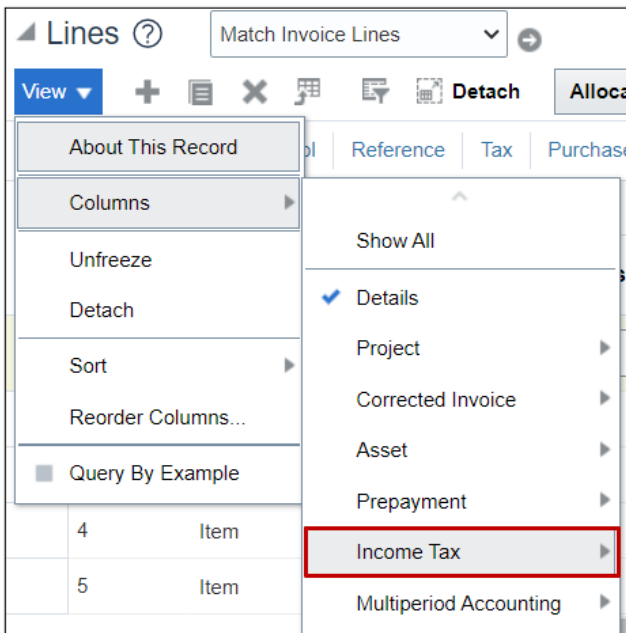 Lines ?
Match Invoice Lines
View
Detach
Alloca
About This Record
ol
Reference
Tax
Purchase
Columns
Show All
Unfreeze
Details
Detach
Project
Sort
Corrected Invoice
Reorder Columns...
Asset
Query By Example
Prepayment
4
Item
Income Tax
5
Item
Multiperiod Accounting